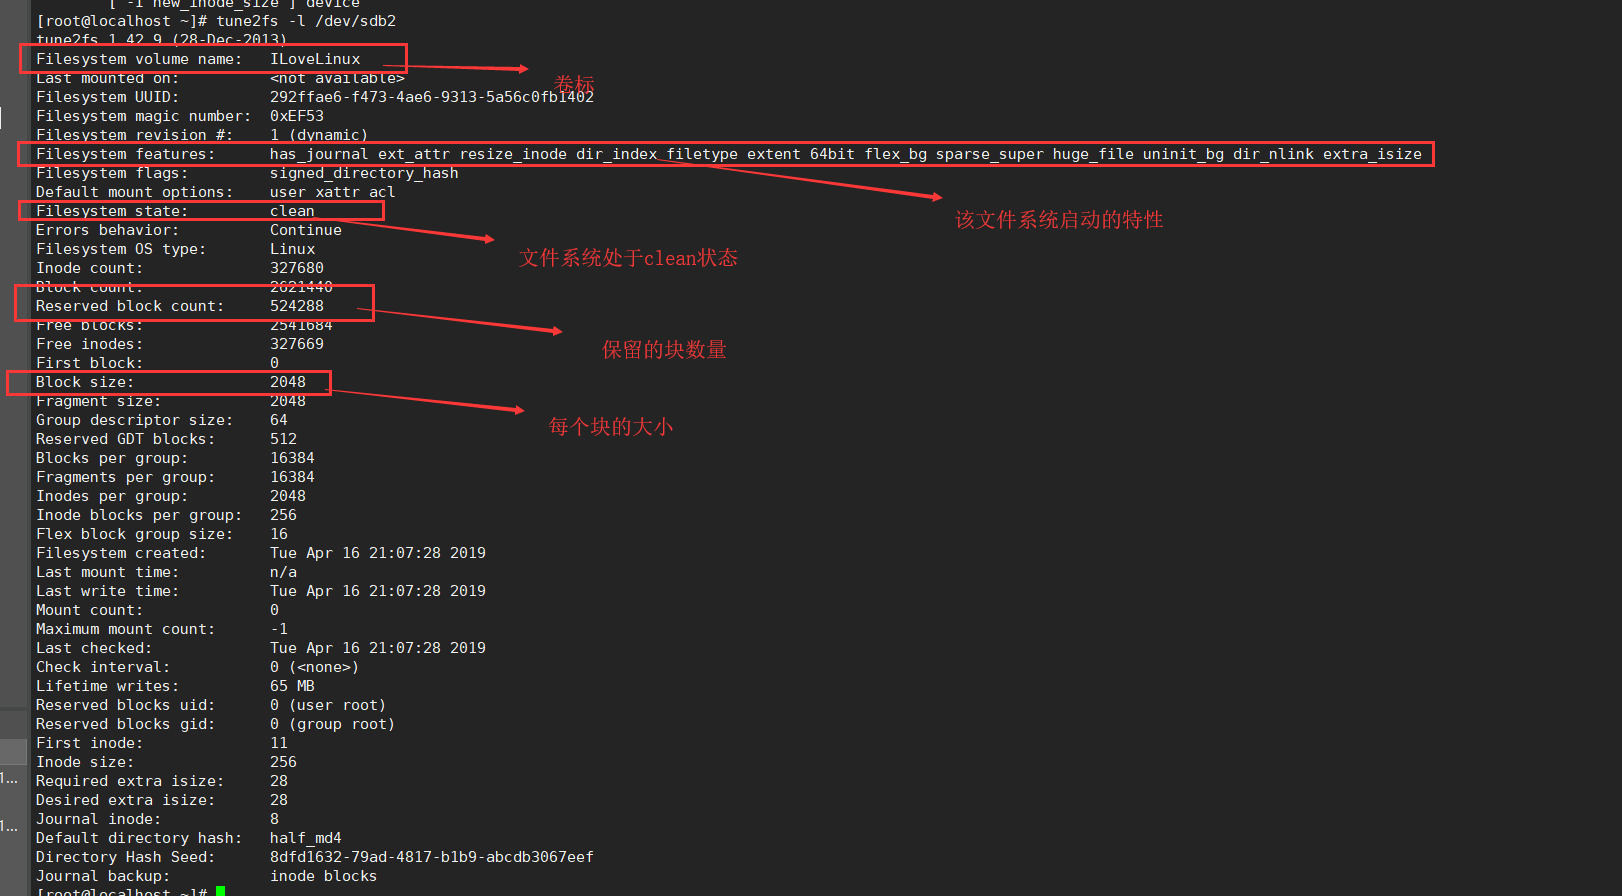 [ -I new_inode_size ] device
[root@localhost ~]# tune2fs -l /dev/sdb2
tune2fs 1.42.9 (28-Dec-2013)
Filesystem volume name:   ILoveLinux
卷标
Last mounted on:          <not available>
Filesystem UUID:          292ffae6-f473-4ae6-9313-5a56c0fb1402
Filesystem magic number:  0xEF53
Filesystem revision #:    1 (dynamic)
Filesystem features:      has_journal ext_attr resize_inode dir_index filetype extent 64bit flex_bg sparse_super huge_file uninit_bg dir_nlink extra_isize
该文件系统启动的特性
Filesystem flags:         signed_directory_hash
Default mount options:    user_xattr acl
Filesystem state:         clean
文件系统处于clean状态
Errors behavior:          Continue
Filesystem OS type:       Linux
Inode count:              327680
Block count:              2621440
Reserved block count:     524288
保留的块数量
Free blocks:              2541684
Free inodes:              327669
First block:              0
Block size:               2048
每个块的大小
Fragment size:            2048
Group descriptor size:    64
Reserved GDT blocks:      512
Blocks per group:         16384
Fragments per group:      16384
Inodes per group:         2048
Inode blocks per group:   256
Flex block group size:    16
Filesystem created:       Tue Apr 16 21:07:28 2019
Last mount time:          n/a
Last write time:          Tue Apr 16 21:07:28 2019
Mount count:              0
Maximum mount count:      -1
Last checked:             Tue Apr 16 21:07:28 2019
Check interval:           0 (<none>)
Lifetime writes:          65 MB
Reserved blocks uid:      0 (user root)
Reserved blocks gid:      0 (group root)
First inode:              11
Inode size:               256
Required extra isize:     28
Desired extra isize:      28
Journal inode:            8
Default directory hash:   half_md4
Directory Hash Seed:      8dfd1632-79ad-4817-b1b9-abcdb3067eef
Journal backup:           inode blocks
[root@localhost ~]#
1...
1...